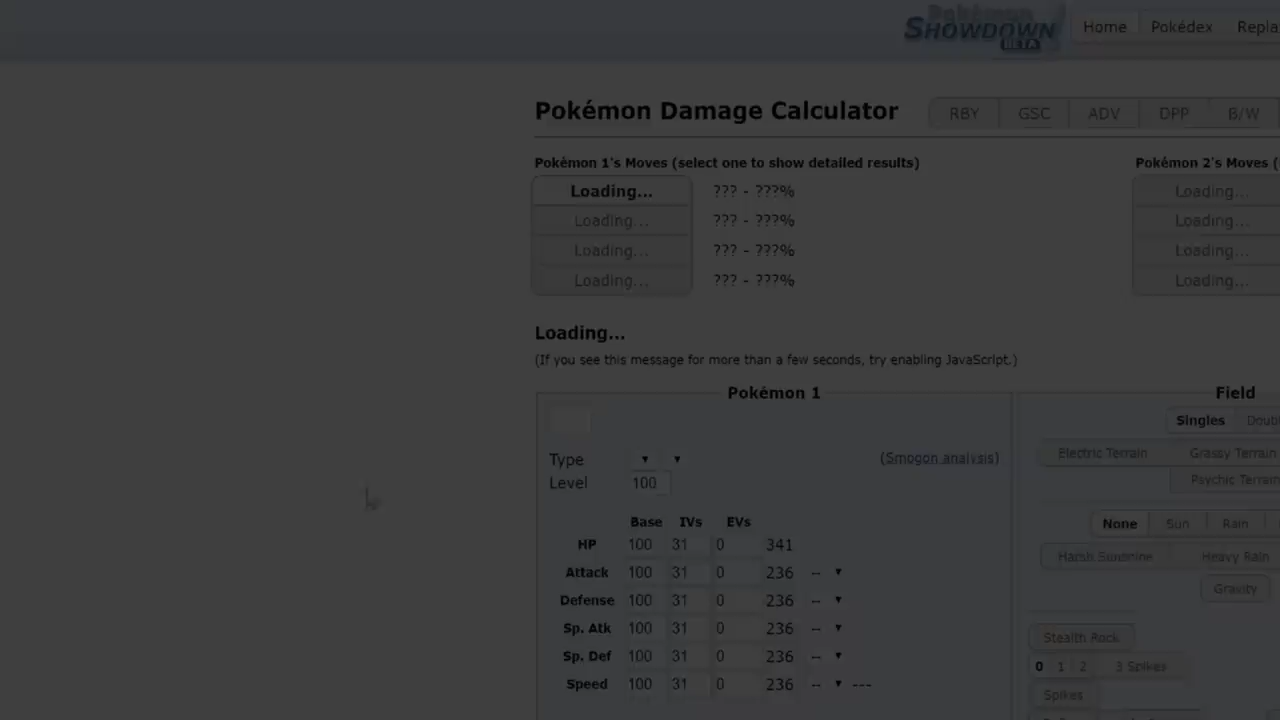 Pokémon
SHOWDOWN
BETA
Home Pokédex Repla
Pokémon Damage Calculator RBY GSC ADV DPP B/W
Pokémon 1's Moves (select one to show detailed results) Pokémon 2's Moves (
Loading... ??? - ???% Loading...
Loading... ??? - ???% Loading...
Loading... ??? - ???% Loading...
Loading... ??? - ???% Loading...
Loading...
(If you see this message for more than a few seconds, try enabling JavaScript.)
Pokémon 1 Field
Singles Doub
Type (Smogon analysis) Electric Terrain Grassy Terrain
Level 100 Psychic Terrain
Base IVs EVs None Sun Rain
HP 100 31 0 341 Harsh Sunshine Heavy Rain
Attack 100 31 0 236 --
Gravity
Defense 100 31 0 236 --
Sp. Atk 100 31 0 236 -- Stealth Rock
Sp. Def 100 31 0 236 -- 0 1 2 3 Spikes
Speed 100 31 0 236 -- --- Spikes